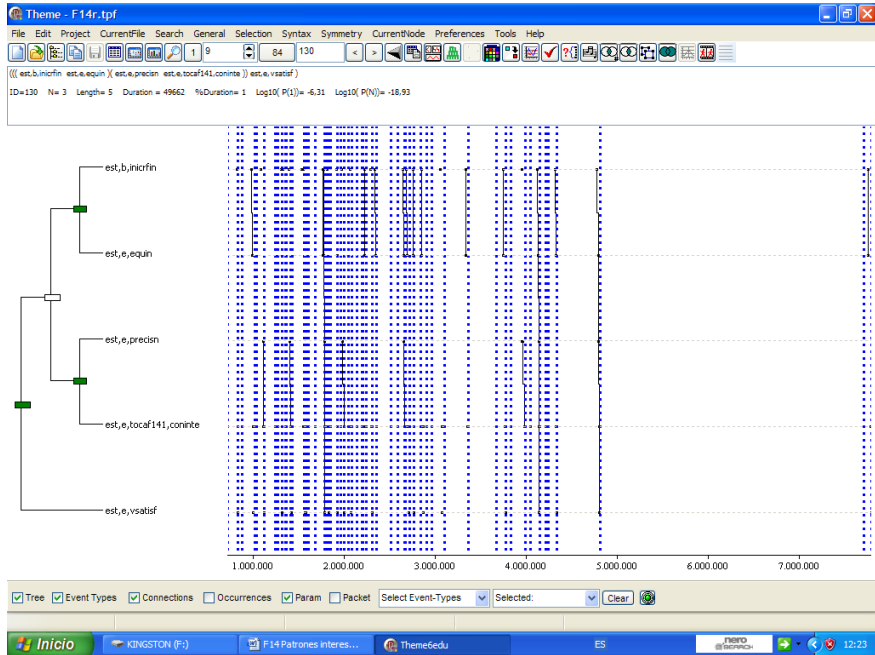 Theme - F14r.tpf
File Edit Project CurrentFile Search General Selection Syntax Symmetry CurrentNode Preferences Tools Help
1 9 84 130 < >
((( est,b,inicrfin est,e,equin )( est,e,precisn est,e,tocaf141,coninte )) est,e,vsatisf )
ID=130 N= 3 Length= 5 Duration = 49662 %Duration= 1 Log10( P(1))= -6,31 Log10( P(N))= -18,93
est,b,inicrfin
est,e,equin
est,e,precisn
est,e,tocaf141,coninte
est,e,vsatisf
1.000.000 2.000.000 3.000.000 4.000.000 5.000.000 6.000.000 7.000.000
Tree Event Types Connections Occurrences Param Packet Select Event-Types Selected: Clear
Inicio KINGSTON (F:) F14 Patrones interes... Theme6edu ES nero SEARCH 12:23